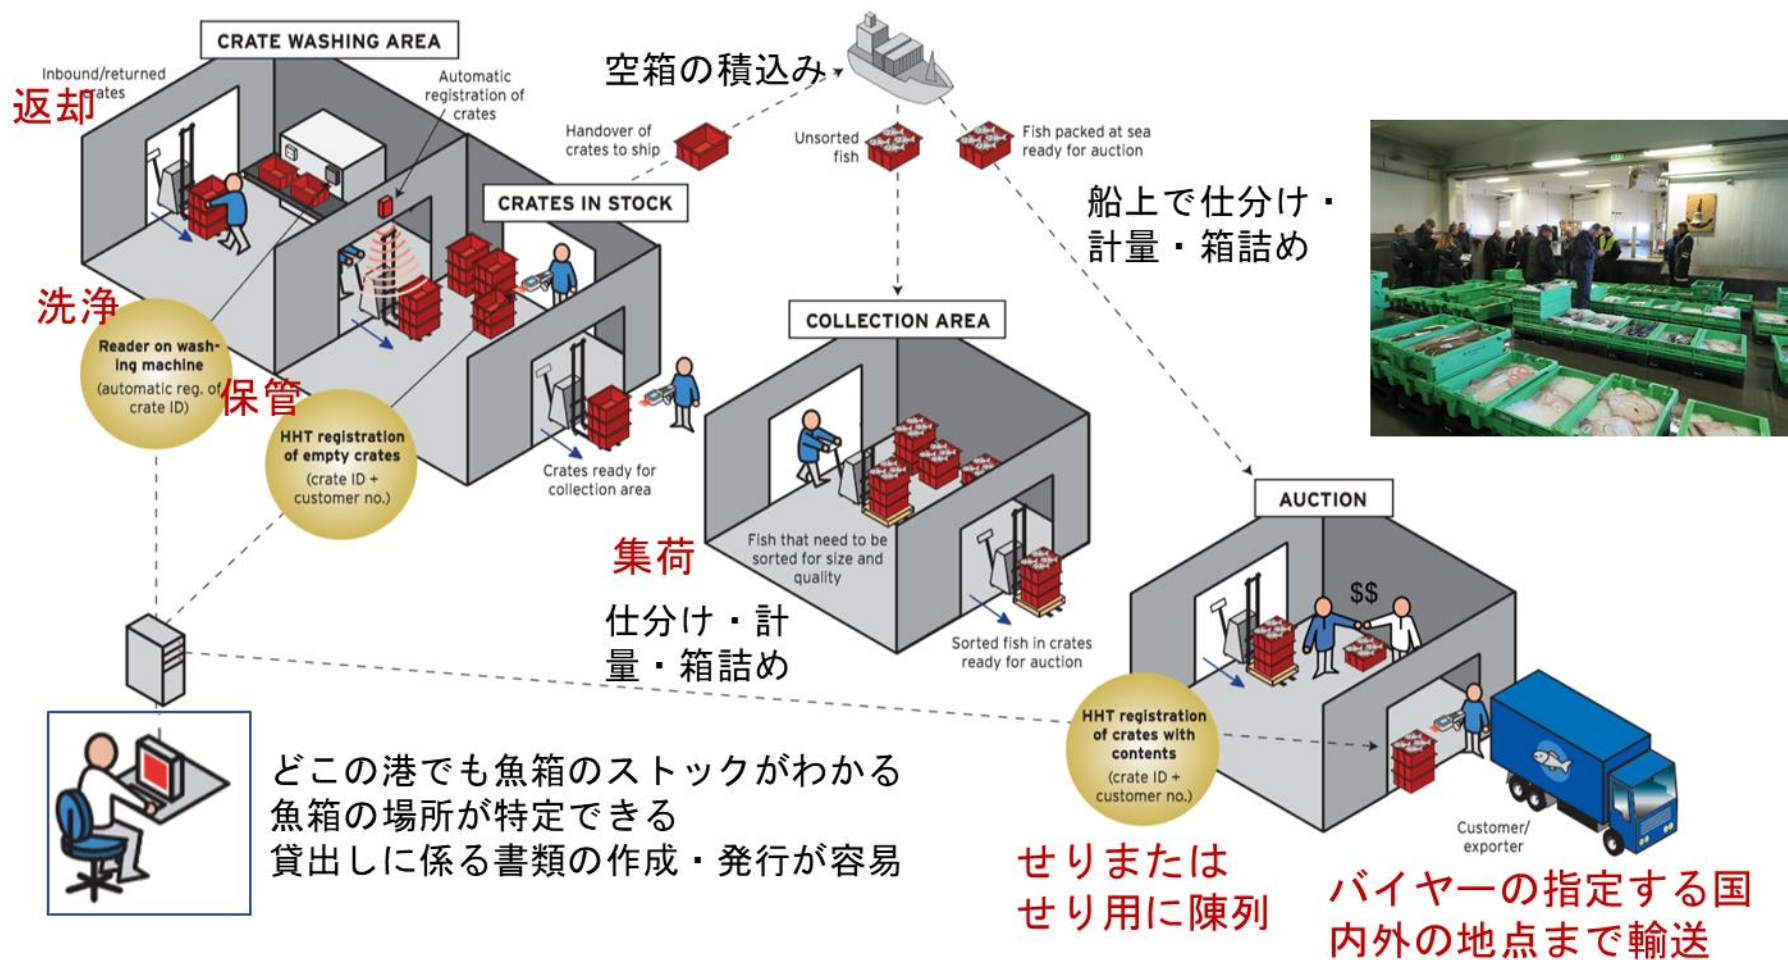 CRATE WASHING AREA
Inbound/returned
crates
返却
Automatic
registration of
crates
空箱の積込み
Handover of
crates to ship
Unsorted
fish
Fish packed at sea
ready for auction
船上で仕分け・
計量・箱詰め
CRATES IN STOCK
洗浄
Reader on wash-
ing machine
(automatic reg. of
crate ID)
保管
HHT registration
of empty crates
(crate ID +
customer no.)
Crates ready for
collection area
COLLECTION AREA
集荷
Fish that need to be
sorted for size and
quality
仕分け・計
量・箱詰め
Sorted fish in crates
ready for auction
AUCTION
$$
HHT registration
of crates with
contents
(crate ID +
customer no.)
Customer/
exporter
どこの港でも魚箱のストックがわかる
魚箱の場所が特定できる
貸出しに係る書類の作成・発行が容易
せりまたは
せり用に陳列
バイヤーの指定する国
内外の地点まで輸送